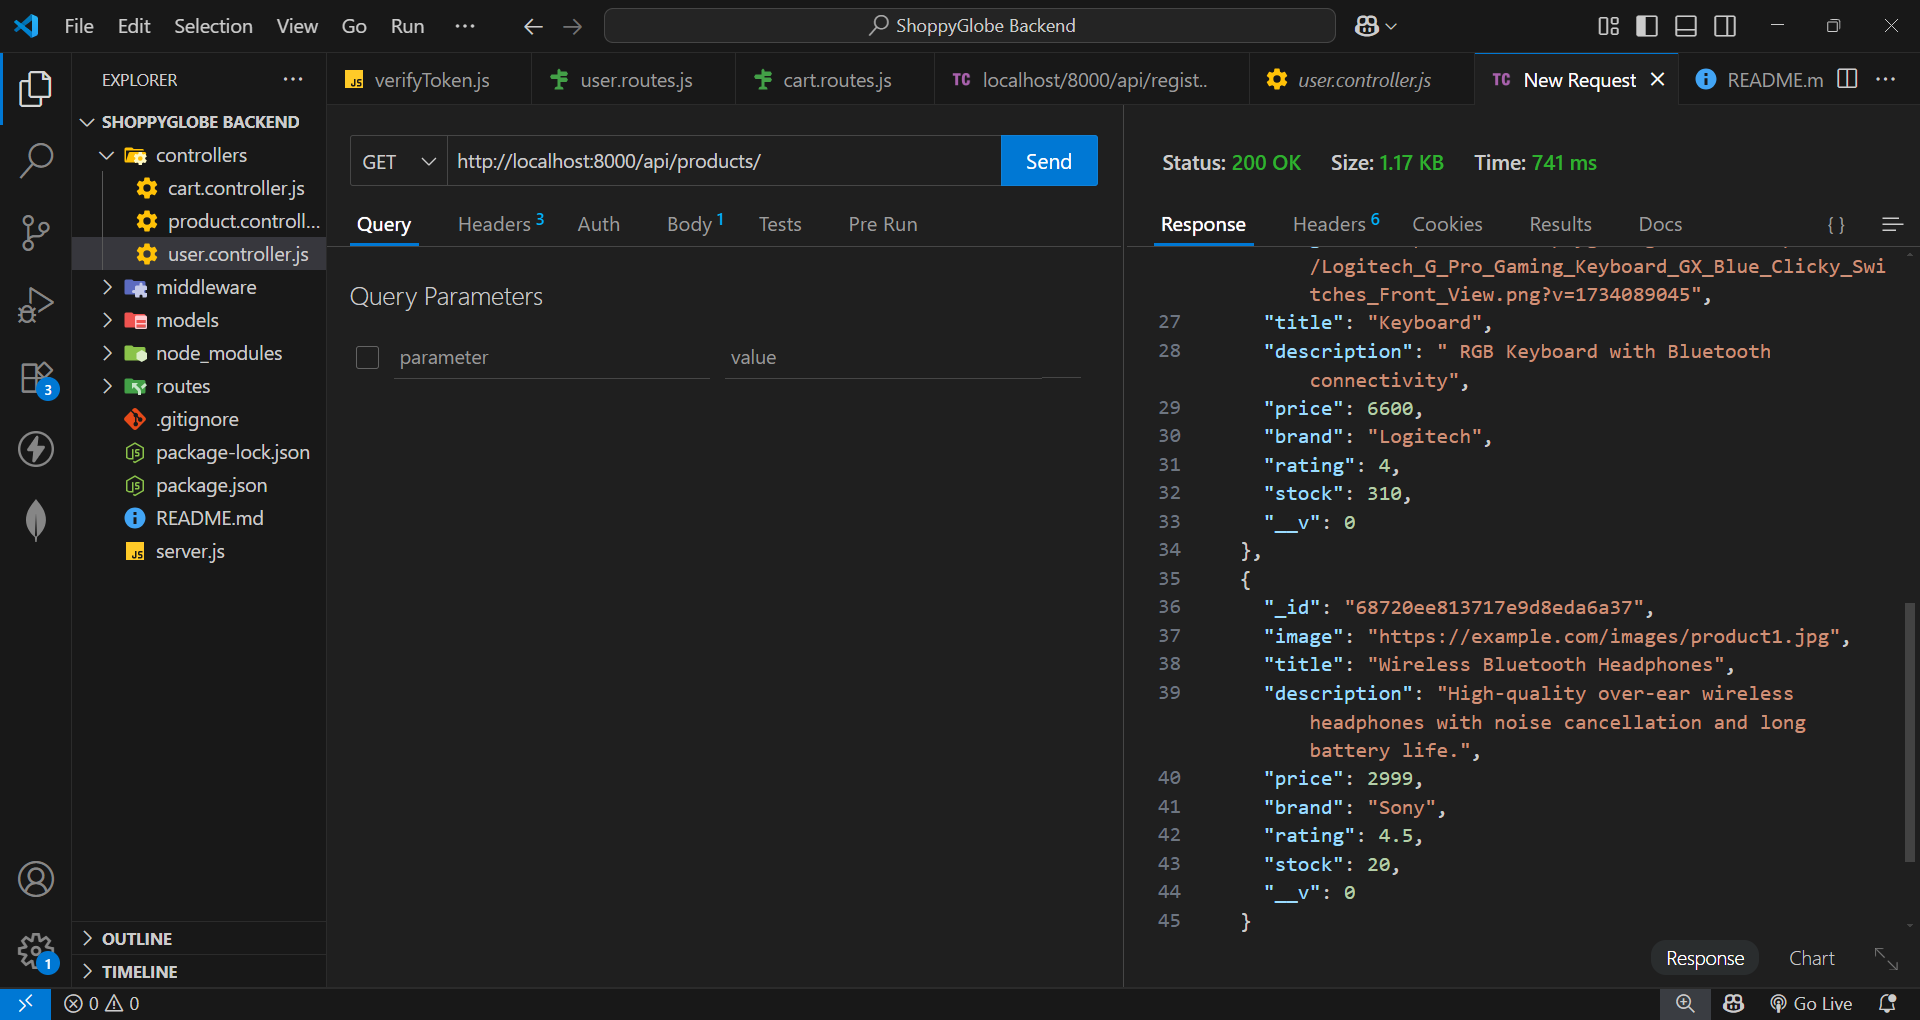 File Edit Selection View Go Run ···
ShoppyGlobe Backend
EXPLORER
SHOPPYGLOBE BACKEND
controllers
cart.controller.js
product.controll...
user.controller.js
middleware
models
node_modules
routes
.gitignore
package-lock.json
package.json
README.md
server.js
OUTLINE
TIMELINE
3
1
verifyToken.js
user.routes.js
cart.routes.js
TC localhost/8000/api/regist..
user.controller.js
TC New Request
README.m
GET http://localhost:8000/api/products/ Send
Query Headers 3 Auth Body 1 Tests Pre Run
Query Parameters
parameter value
Status: 200 OK Size: 1.17 KB Time: 741 ms
Response Headers 6 Cookies Results Docs {}
/Logitech_G_Pro_Gaming_Keyboard_GX_Blue_Clicky_Swi
tches_Front_View.png?v=1734089045",
27 "title": "Keyboard",
28 "description": " RGB Keyboard with Bluetooth
connectivity",
29 "price": 6600,
30 "brand": "Logitech",
31 "rating": 4,
32 "stock": 310,
33 "__v": 0
34 },
35 {
36 "_id": "68720ee813717e9d8eda6a37",
37 "image": "https://example.com/images/product1.jpg",
38 "title": "Wireless Bluetooth Headphones",
39 "description": "High-quality over-ear wireless
headphones with noise cancellation and long
battery life.",
40 "price": 2999,
41 "brand": "Sony",
42 "rating": 4.5,
43 "stock": 20,
44 "__v": 0
45 }
Response Chart
0 0
Go Live